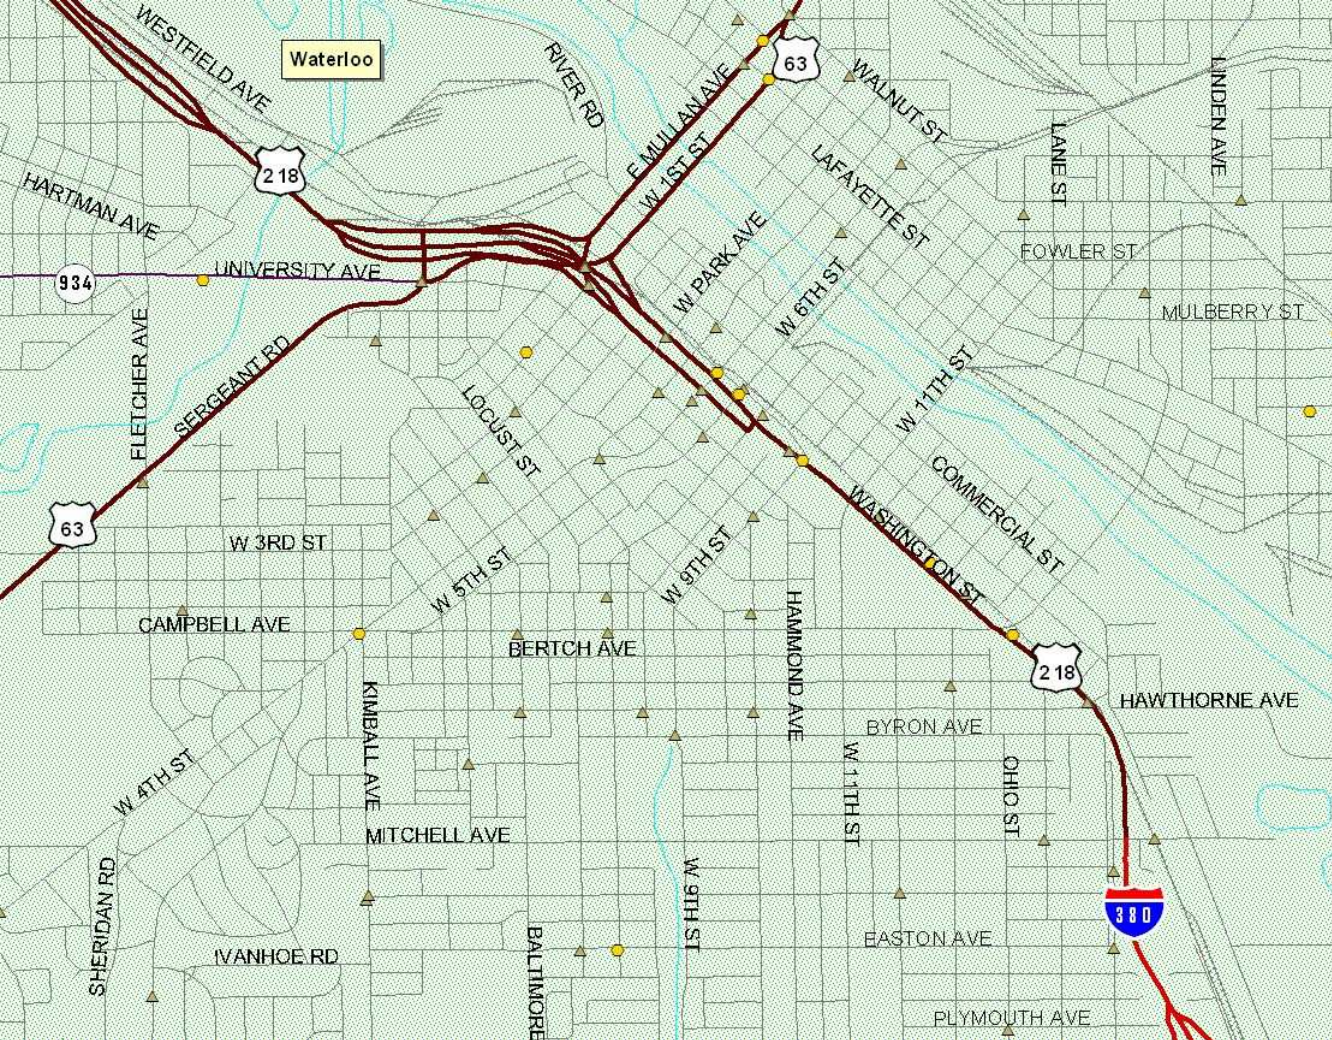 WESTFIELD AVE
Waterloo
RIVER RD
63
WALNUT ST
LINDEN AVE
E MULLAN AVE
W 1ST ST
LANE ST
LAFAYETTE ST
218
HARTMAN AVE
W PARK AVE
FOWLER ST
934
UNIVERSITY AVE
W 6TH ST
MULBERRY ST
FLETCHER AVE
SERGEANT RD
LOCUST ST
W 11TH ST
COMMERCIAL ST
63
W 3RD ST
WASHINGTON ST
W 5TH ST
W 9TH ST
CAMPBELL AVE
BERTCH AVE
HAMMOND AVE
218
HAWTHORNE AVE
KIMBALL AVE
BYRON AVE
W 4TH ST
W 11TH ST
OHIO ST
MITCHELL AVE
SHERIDAN RD
W 9TH ST
380
IVANHOE RD
BALTIMORE
EASTON AVE
PLYMOUTH AVE